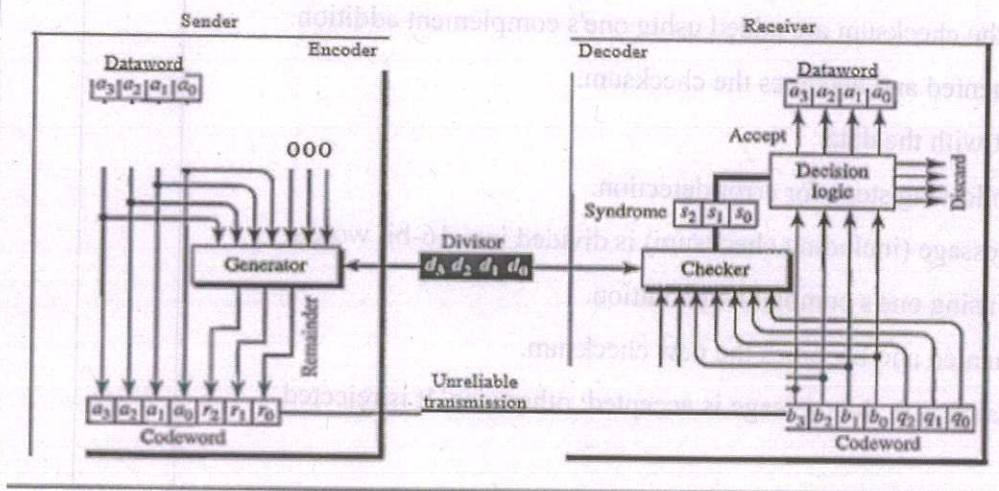 Sender
Receiver
Encoder
Decoder
Dataword
a3 a2 a1 a0
000
Generator
Remainder
a3 a2 a1 a0 r2 r1 r0
Codeword
Divisor
d3 d2 d1 d0
Unreliable
transmission
Dataword
a3 a2 a1 a0
Accept
Decision
logic
Discard
Syndrome
s2 s1 s0
Checker
b3 b2 b1 b0 q2 q1 q0
Codeword